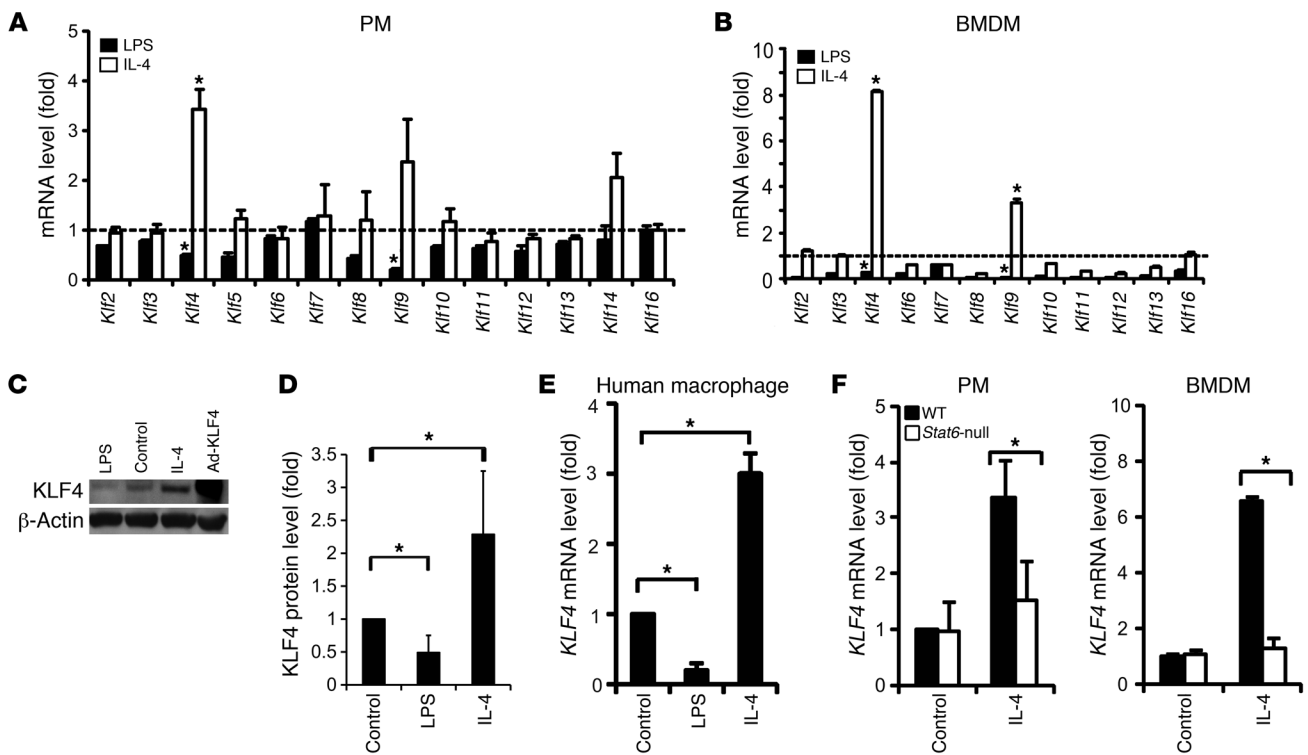 A
PM
LPS
IL-4
mRNA level (fold)
5
4
3
2
1
0
*
*
*
Klf2
Klf3
Klf4
Klf5
Klf6
Klf7
Klf8
Klf9
Klf10
Klf11
Klf12
Klf13
Klf14
Klf16
B
BMDM
LPS
IL-4
mRNA level (fold)
10
8
6
4
2
0
*
*
*
*
Klf2
Klf3
Klf4
Klf6
Klf7
Klf8
Klf9
Klf10
Klf11
Klf12
Klf13
Klf16
C
LPS
Control
IL-4
Ad-KLF4
KLF4
β-Actin
D
KLF4 protein level (fold)
3.5
3
2.5
2
1.5
1
0.5
0
*
*
Control
LPS
IL-4
E
Human macrophage
KLF4 mRNA level (fold)
4
3
2
1
0
*
*
Control
LPS
IL-4
F
PM
WT
Stat6-null
KLF4 mRNA level (fold)
5
4
3
2
1
0
*
Control
IL-4
BMDM
KLF4 mRNA level (fold)
10
8
6
4
2
0
*
Control
IL-4